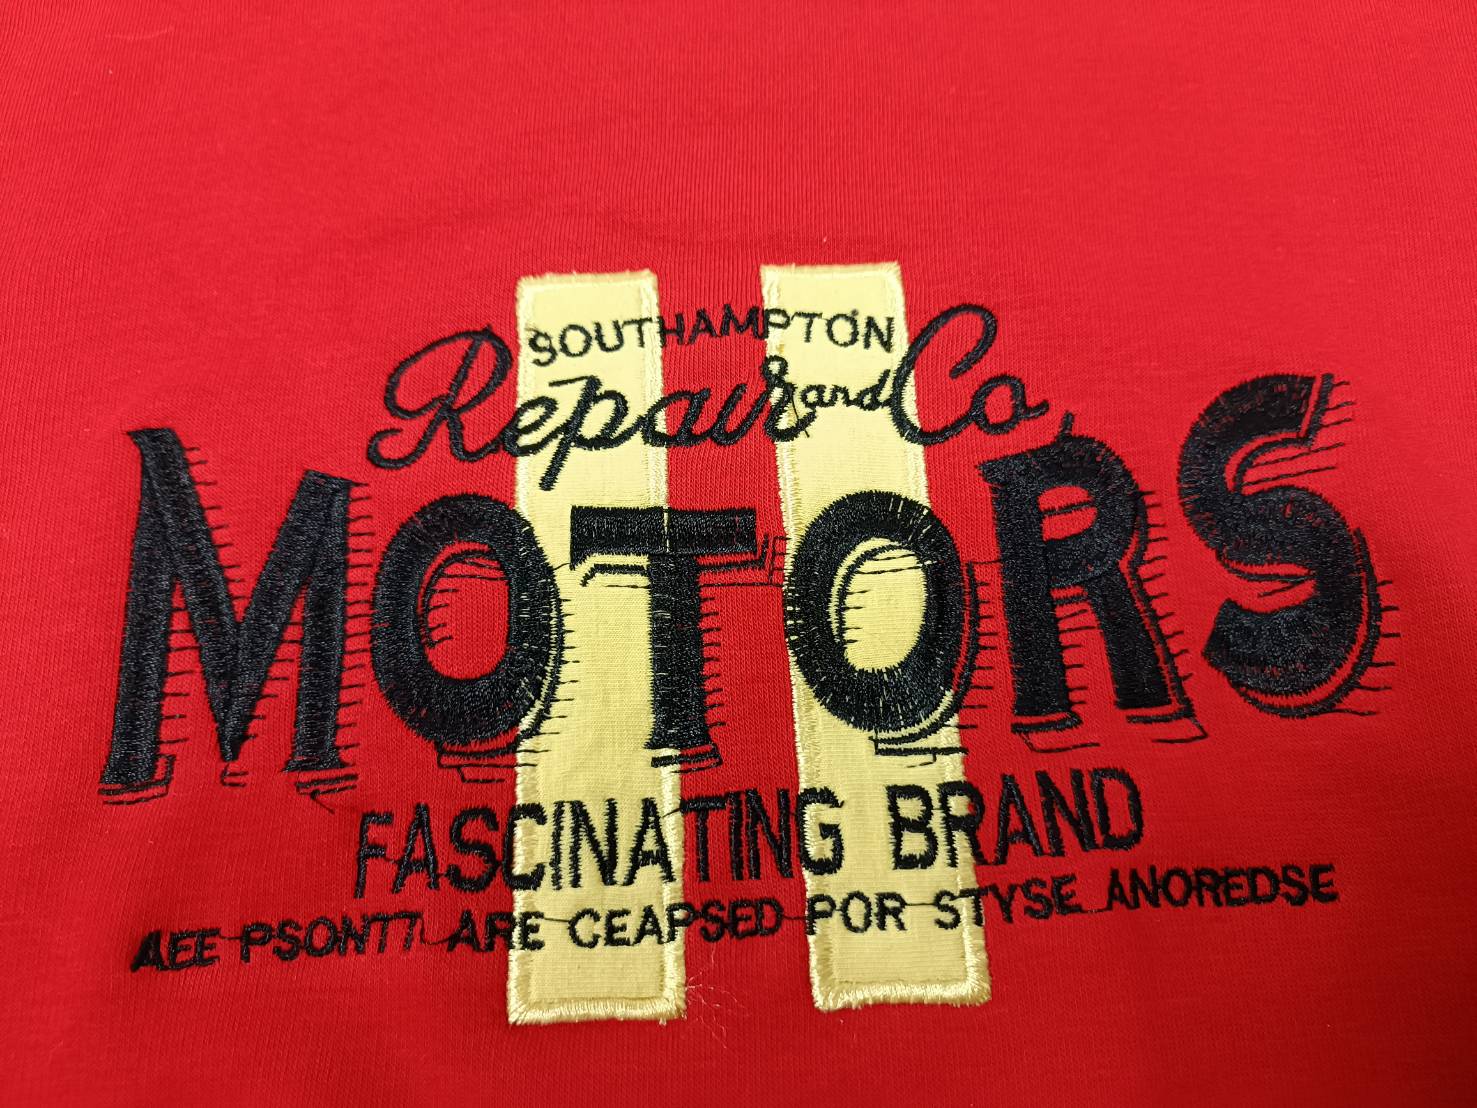 SOUTHAMPTON
Repair and Co.
MOTORS
FASCINATING BRAND
AEE PSONT7 ARE CEAPSED POR STYSE ANOREDSE